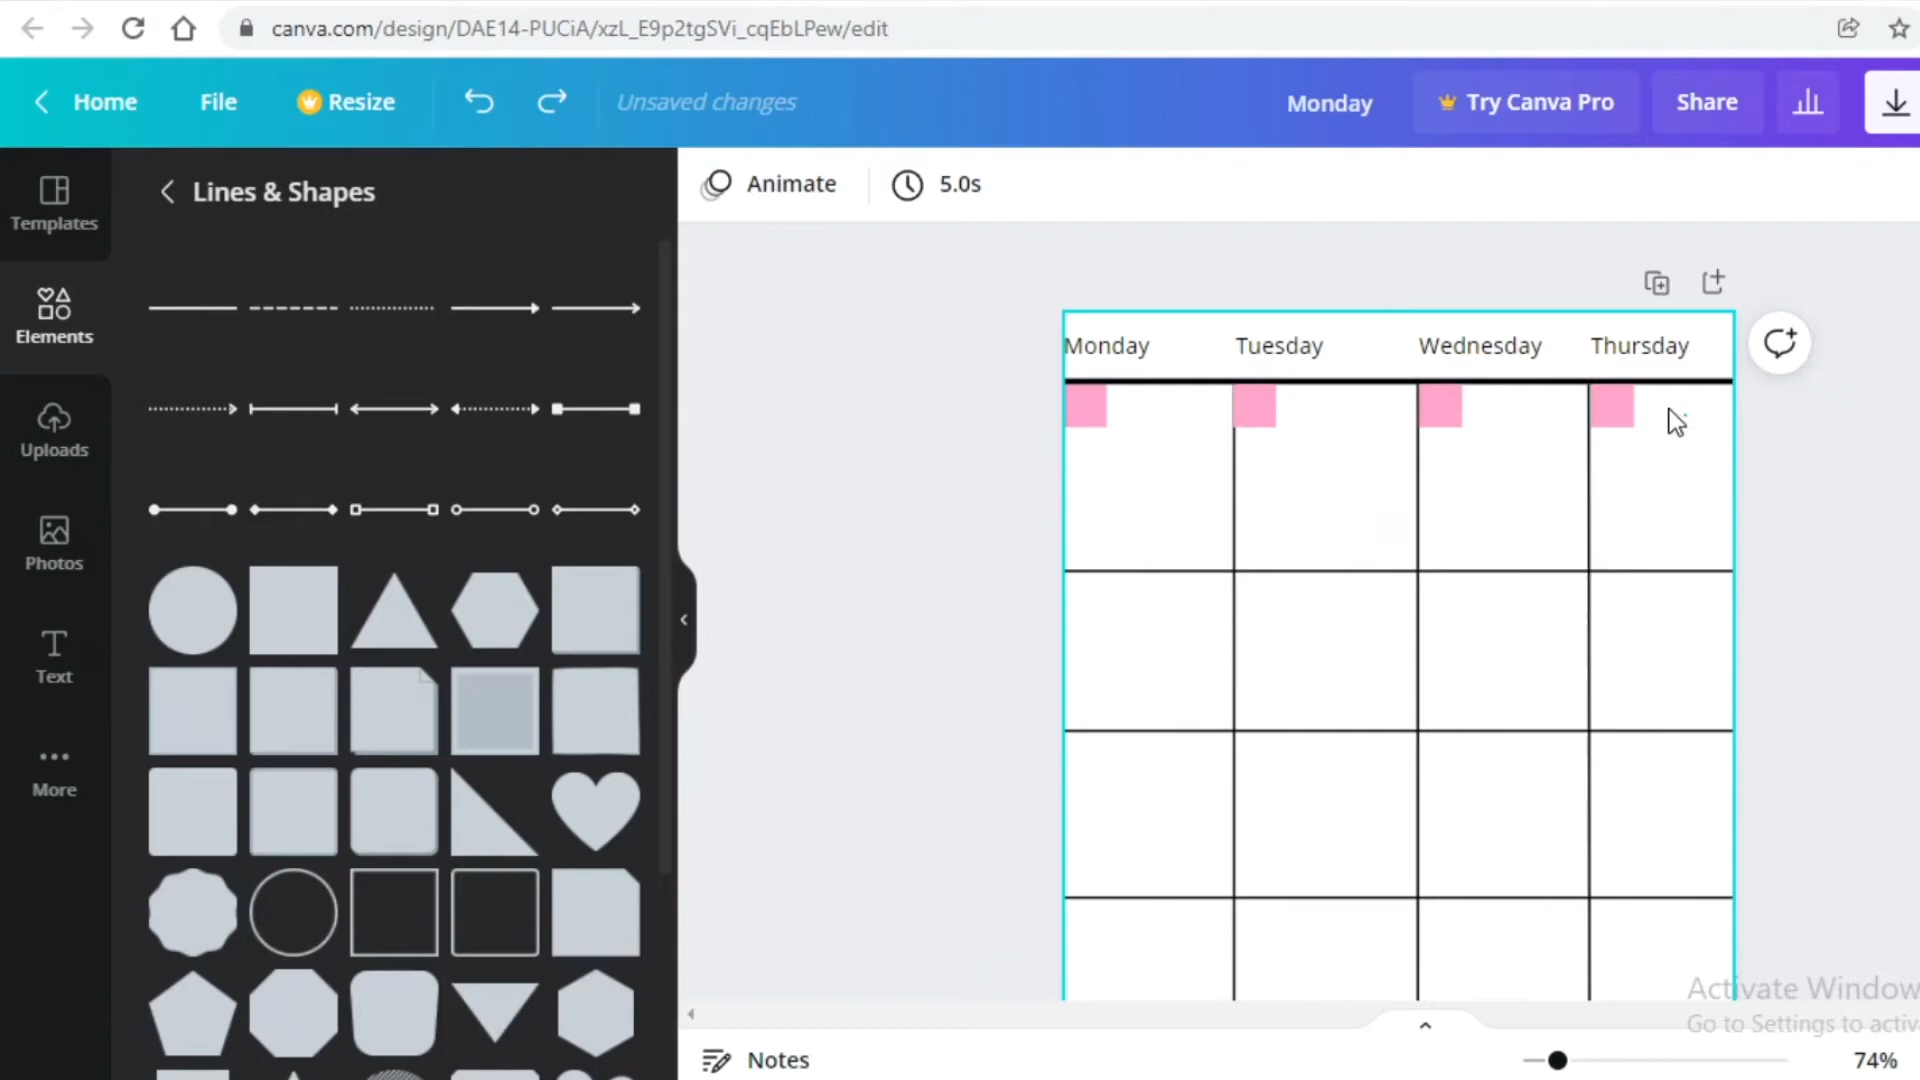 canva.com/design/DAE14-PUCiA/xzL_E9p2tgSVi_cqEbLPew/edit
Home File Resize Unsaved changes Monday Try Canva Pro Share
Templates
Elements
Uploads
Photos
Text
More
Lines & Shapes
Animate 5.0s
Monday Tuesday Wednesday Thursday
Activate Window
Go to Settings to activa
Notes 74%